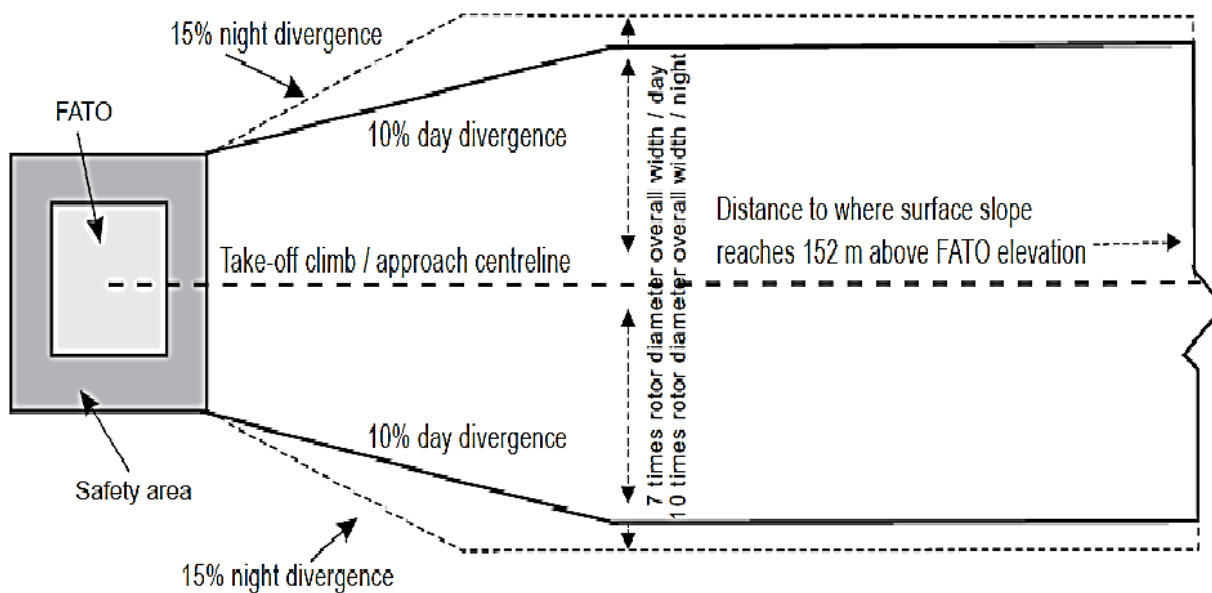 15% night divergence
FATO
10% day divergence
7 times rotor diameter overall width / day
10 times rotor diameter overall width / night
Distance to where surface slope
reaches 152 m above FATO elevation
Take-off climb / approach centreline
10% day divergence
Safety area
15% night divergence